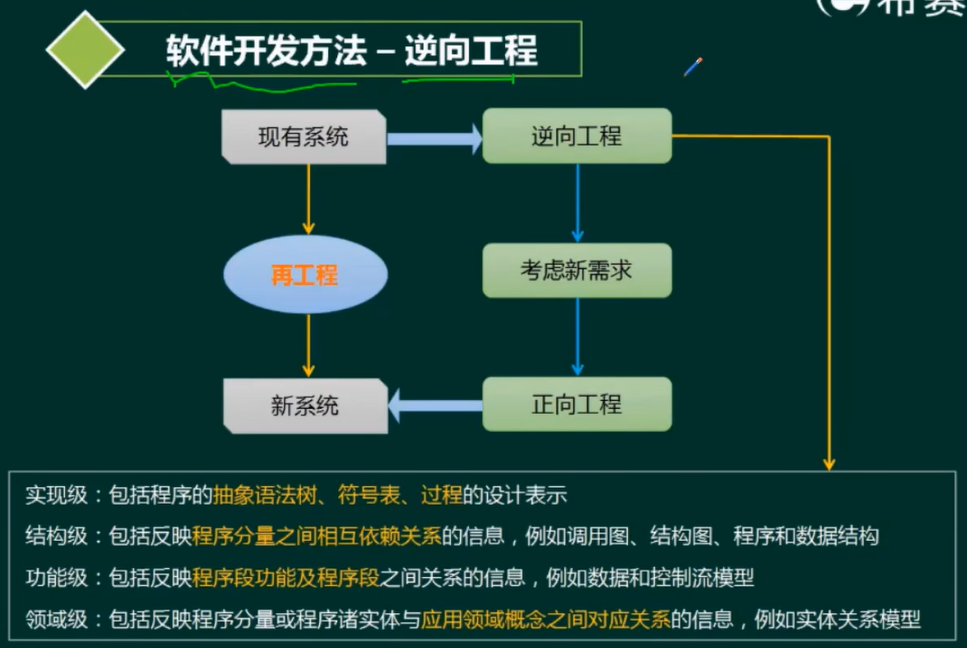 布赛
软件开发方法 – 逆向工程
现有系统
逆向工程
再工程
考虑新需求
新系统
正向工程
实现级：包括程序的抽象语法树、符号表、过程的设计表示
结构级：包括反映程序分量之间相互依赖关系的信息，例如调用图、结构图、程序和数据结构
功能级：包括反映程序段功能及程序段之间关系的信息，例如数据和控制流模型
领域级：包括反映程序分量或程序诸实体与应用领域概念之间对应关系的信息，例如实体关系模型